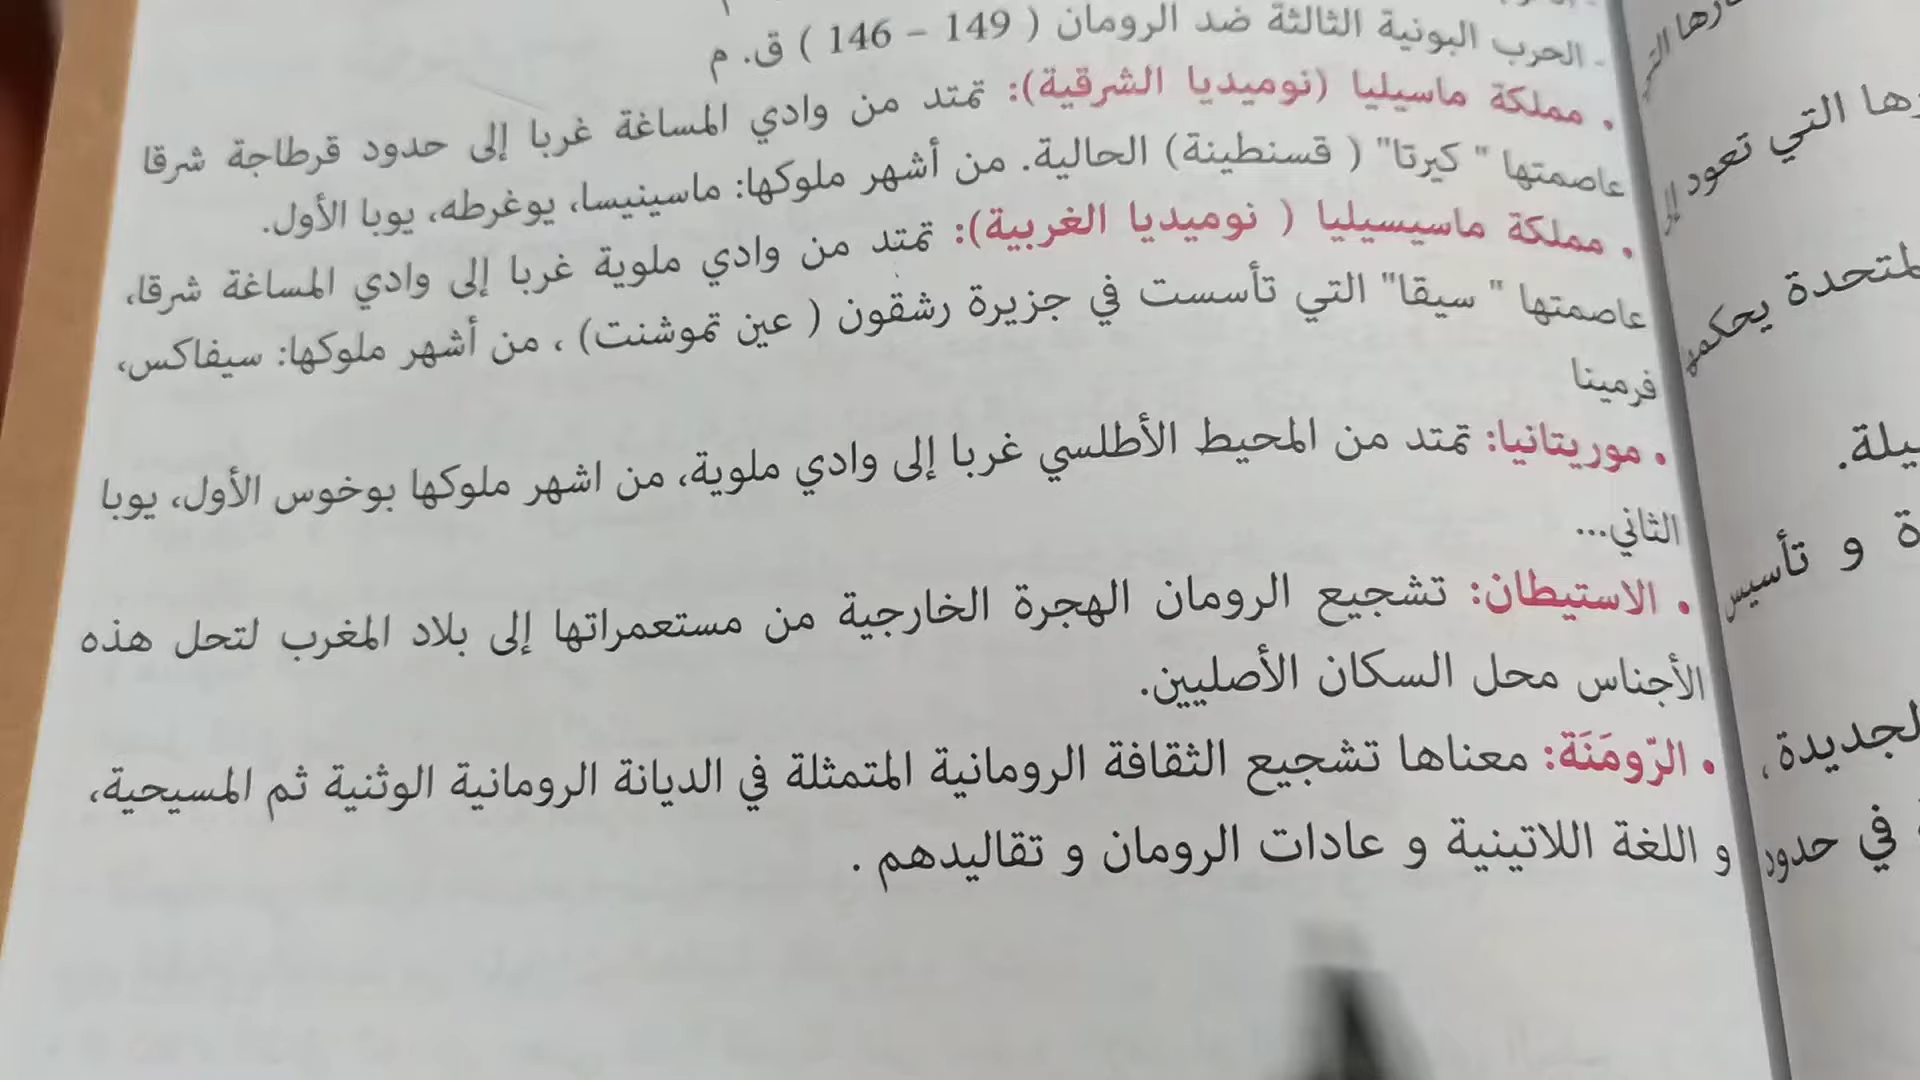 - الحرب البونية الثالثة ضد الرومان ( 149 – 146 ) ق. م
• مملكة ماسيليا (نوميديا الشرقية): تمتد من وادي المساغة غربا إلى حدود قرطاجة شرقا
عاصمتها " كيرتا" ( قسنطينة) الحالية. من أشهر ملوكها: ماسينيسا، يوغرطه، يوبا الأول.
• مملكة ماسيسيليا ( نوميديا الغربية): تمتد من وادي ملوية غربا إلى وادي المساغة شرقا،
عاصمتها " سيقا" التي تأسست في جزيرة رشقون ( عين تموشنت) ، من أشهر ملوكها: سيفاكس،
فرمينا
• موريتانيا: تمتد من المحيط الأطلسي غربا إلى وادي ملوية، من اشهر ملوكها بوخوس الأول، يوبا
الثاني...
• الاستيطان: تشجيع الرومان الهجرة الخارجية من مستعمراتها إلى بلاد المغرب لتحل هذه
الأجناس محل السكان الأصليين.
• الرّومَنَة: معناها تشجيع الثقافة الرومانية المتمثلة في الديانة الرومانية الوثنية ثم المسيحية،
و اللغة اللاتينية و عادات الرومان و تقاليدهم .
التي تعود
يحكمها
ة و تأسيس
في حدود